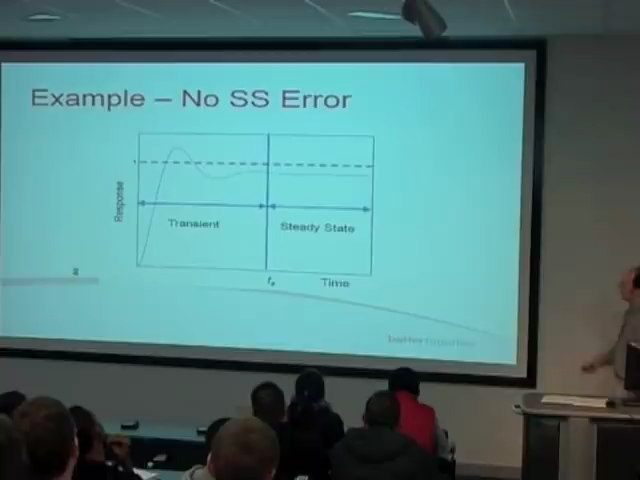 Example – No SS Error
Response
Transient
Steady State
Time